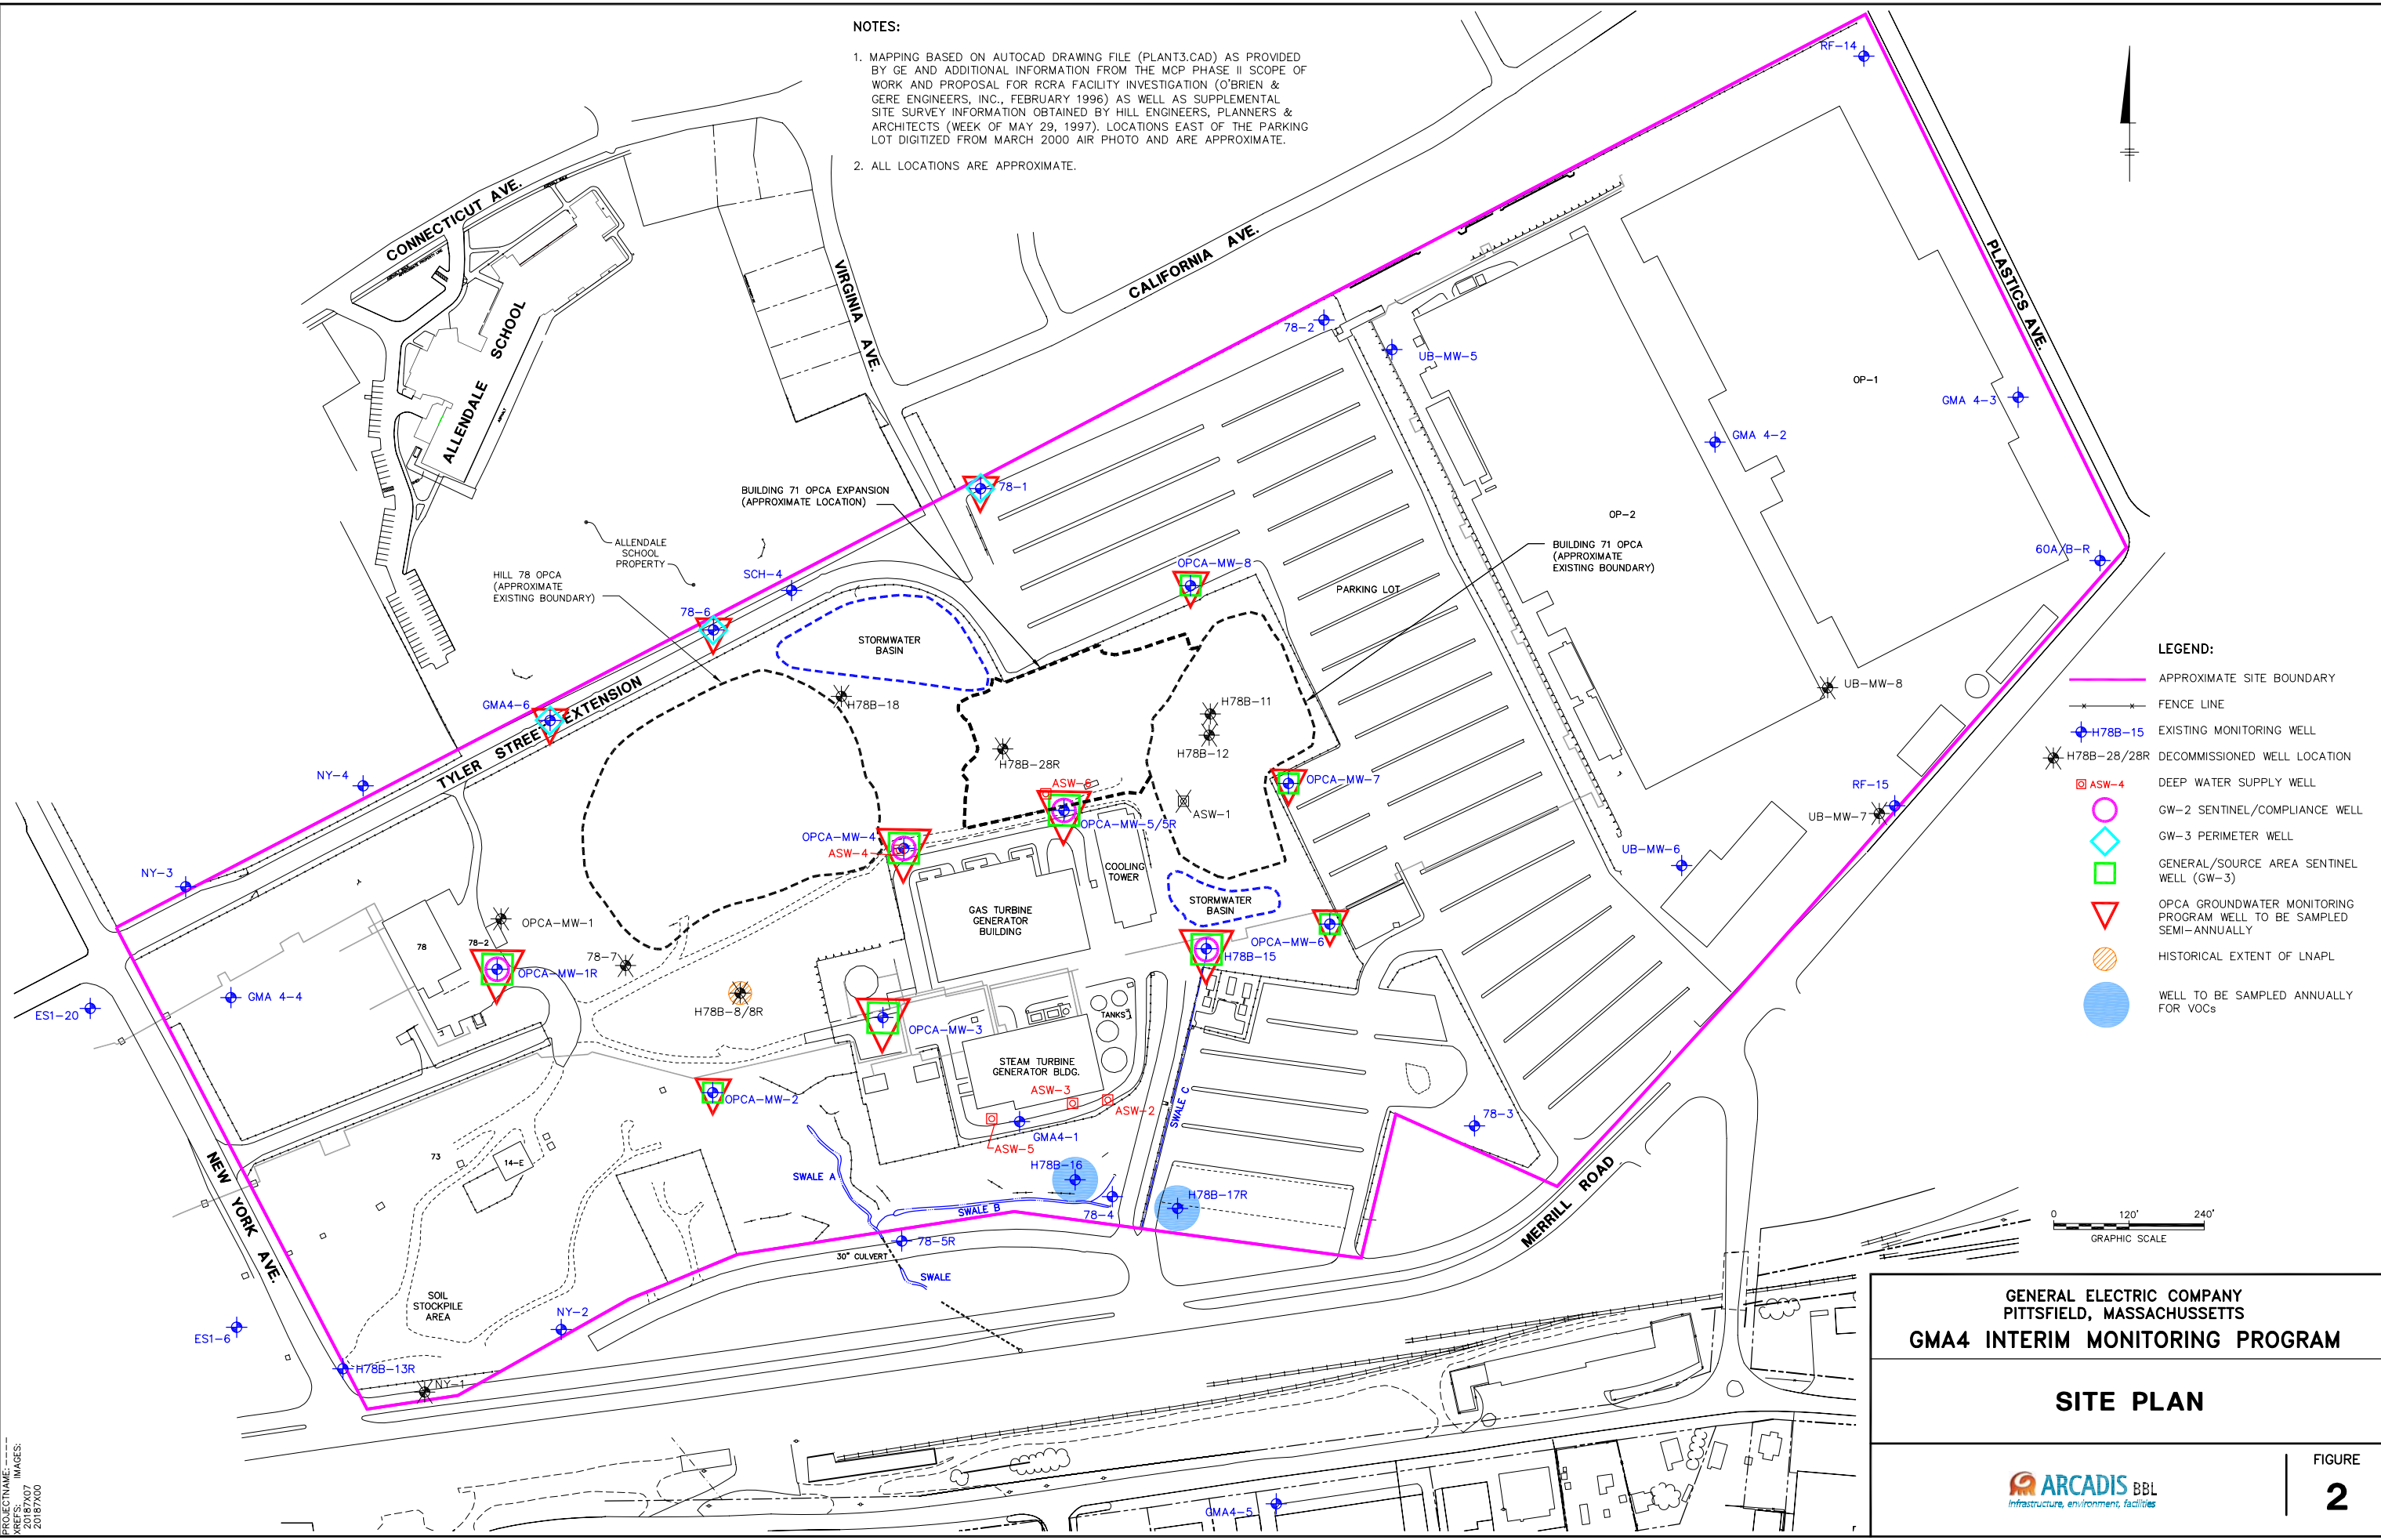 NOTES:
1. MAPPING BASED ON AUTOCAD DRAWING FILE (PLANT3.CAD) AS PROVIDED
BY GE AND ADDITIONAL INFORMATION FROM THE MCP PHASE II SCOPE OF
WORK AND PROPOSAL FOR RCRA FACILITY INVESTIGATION (O'BRIEN &
GERE ENGINEERS, INC., FEBRUARY 1996) AS WELL AS SUPPLEMENTAL
SITE SURVEY INFORMATION OBTAINED BY HILL ENGINEERS, PLANNERS &
ARCHITECTS (WEEK OF MAY 29, 1997). LOCATIONS EAST OF THE PARKING
LOT DIGITIZED FROM MARCH 2000 AIR PHOTO AND ARE APPROXIMATE.
2. ALL LOCATIONS ARE APPROXIMATE.
RF-14
CONNECTICUT AVE.
ALLENDALE SCHOOL
VIRGINIA AVE.
CALIFORNIA AVE.
PLASTICS AVE.
78-2
UB-MW-5
OP-1
GMA 4-3
GMA 4-2
BUILDING 71 OPCA EXPANSION
(APPROXIMATE LOCATION)
78-1
OP-2
ALLENDALE
SCHOOL
PROPERTY
BUILDING 71 OPCA
(APPROXIMATE
EXISTING BOUNDARY)
60A/B-R
HILL 78 OPCA
(APPROXIMATE
EXISTING BOUNDARY)
SCH-4
OPCA-MW-8
PARKING LOT
78-6
STORMWATER
BASIN
UB-MW-8
GMA4-6
H78B-18
H78B-11
H78B-12
H78B-28R
TYLER STREET EXTENSION
NY-4
ASW-6
OPCA-MW-7
ASW-1
RF-15
UB-MW-7
OPCA-MW-5/5R
OPCA-MW-4
ASW-4
UB-MW-6
NY-3
COOLING
TOWER
STORMWATER
BASIN
GAS TURBINE
GENERATOR
BUILDING
OPCA-MW-1
78
78-2
OPCA-MW-6
H78B-15
78-7
OPCA-MW-1R
GMA 4-4
ES1-20
H78B-8/8R
OPCA-MW-3
TANKS
STEAM TURBINE
GENERATOR BLDG.
ASW-3
ASW-2
OPCA-MW-2
SWALE C
78-3
GMA4-1
ASW-5
73
14-E
H78B-16
SWALE A
H78B-17R
78-4
SWALE B
NEW YORK AVE.
MERRILL ROAD
78-5R
30" CULVERT
SWALE
SOIL
STOCKPILE
AREA
NY-2
ES1-6
H78B-13R
NY-1
GMA4-5
LEGEND:
APPROXIMATE SITE BOUNDARY
FENCE LINE
H78B-15 EXISTING MONITORING WELL
H78B-28/28R DECOMMISSIONED WELL LOCATION
ASW-4 DEEP WATER SUPPLY WELL
GW-2 SENTINEL/COMPLIANCE WELL
GW-3 PERIMETER WELL
GENERAL/SOURCE AREA SENTINEL
WELL (GW-3)
OPCA GROUNDWATER MONITORING
PROGRAM WELL TO BE SAMPLED
SEMI-ANNUALLY
HISTORICAL EXTENT OF LNAPL
WELL TO BE SAMPLED ANNUALLY
FOR VOCs
0 120' 240'
GRAPHIC SCALE
GENERAL ELECTRIC COMPANY
PITTSFIELD, MASSACHUSSETTS
GMA4 INTERIM MONITORING PROGRAM
SITE PLAN
ARCADIS BBL
Infrastructure, environment, facilities
FIGURE
2
PROJECTNAME: ----
XREFS: IMAGES:
20187X07
20187X00